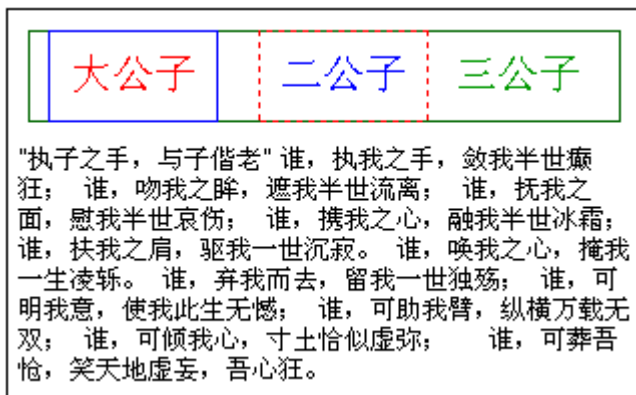 大公子 二公子 三公子
"执子之手，与子偕老" 谁，执我之手，敛我半世癫
狂； 谁，吻我之眸，遮我半世流离； 谁，抚我之
面，慰我半世哀伤； 谁，携我之心，融我半世冰霜；
谁，扶我之肩，驱我一世沉寂。 谁，唤我之心，掩我
一生凌轹。 谁，弃我而去，留我一世独殇； 谁，可
明我意，使我此生无憾； 谁，可助我臂，纵横万载无
双； 谁，可倾我心，寸土恰似虚弥； 谁，可葬吾
怆，笑天地虚妄，吾心狂。